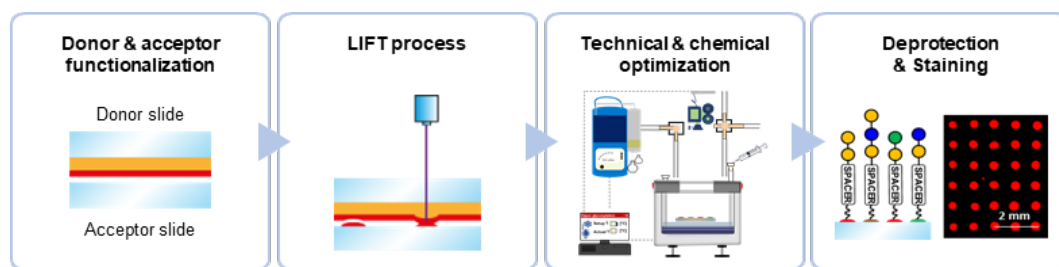 Donor & acceptor
functionalization
Donor slide
Acceptor slide
LIFT process
Technical & chemical
optimization
Deprotection
& Staining
SPACER
SPACER
SPACER
SPACER
2 mm